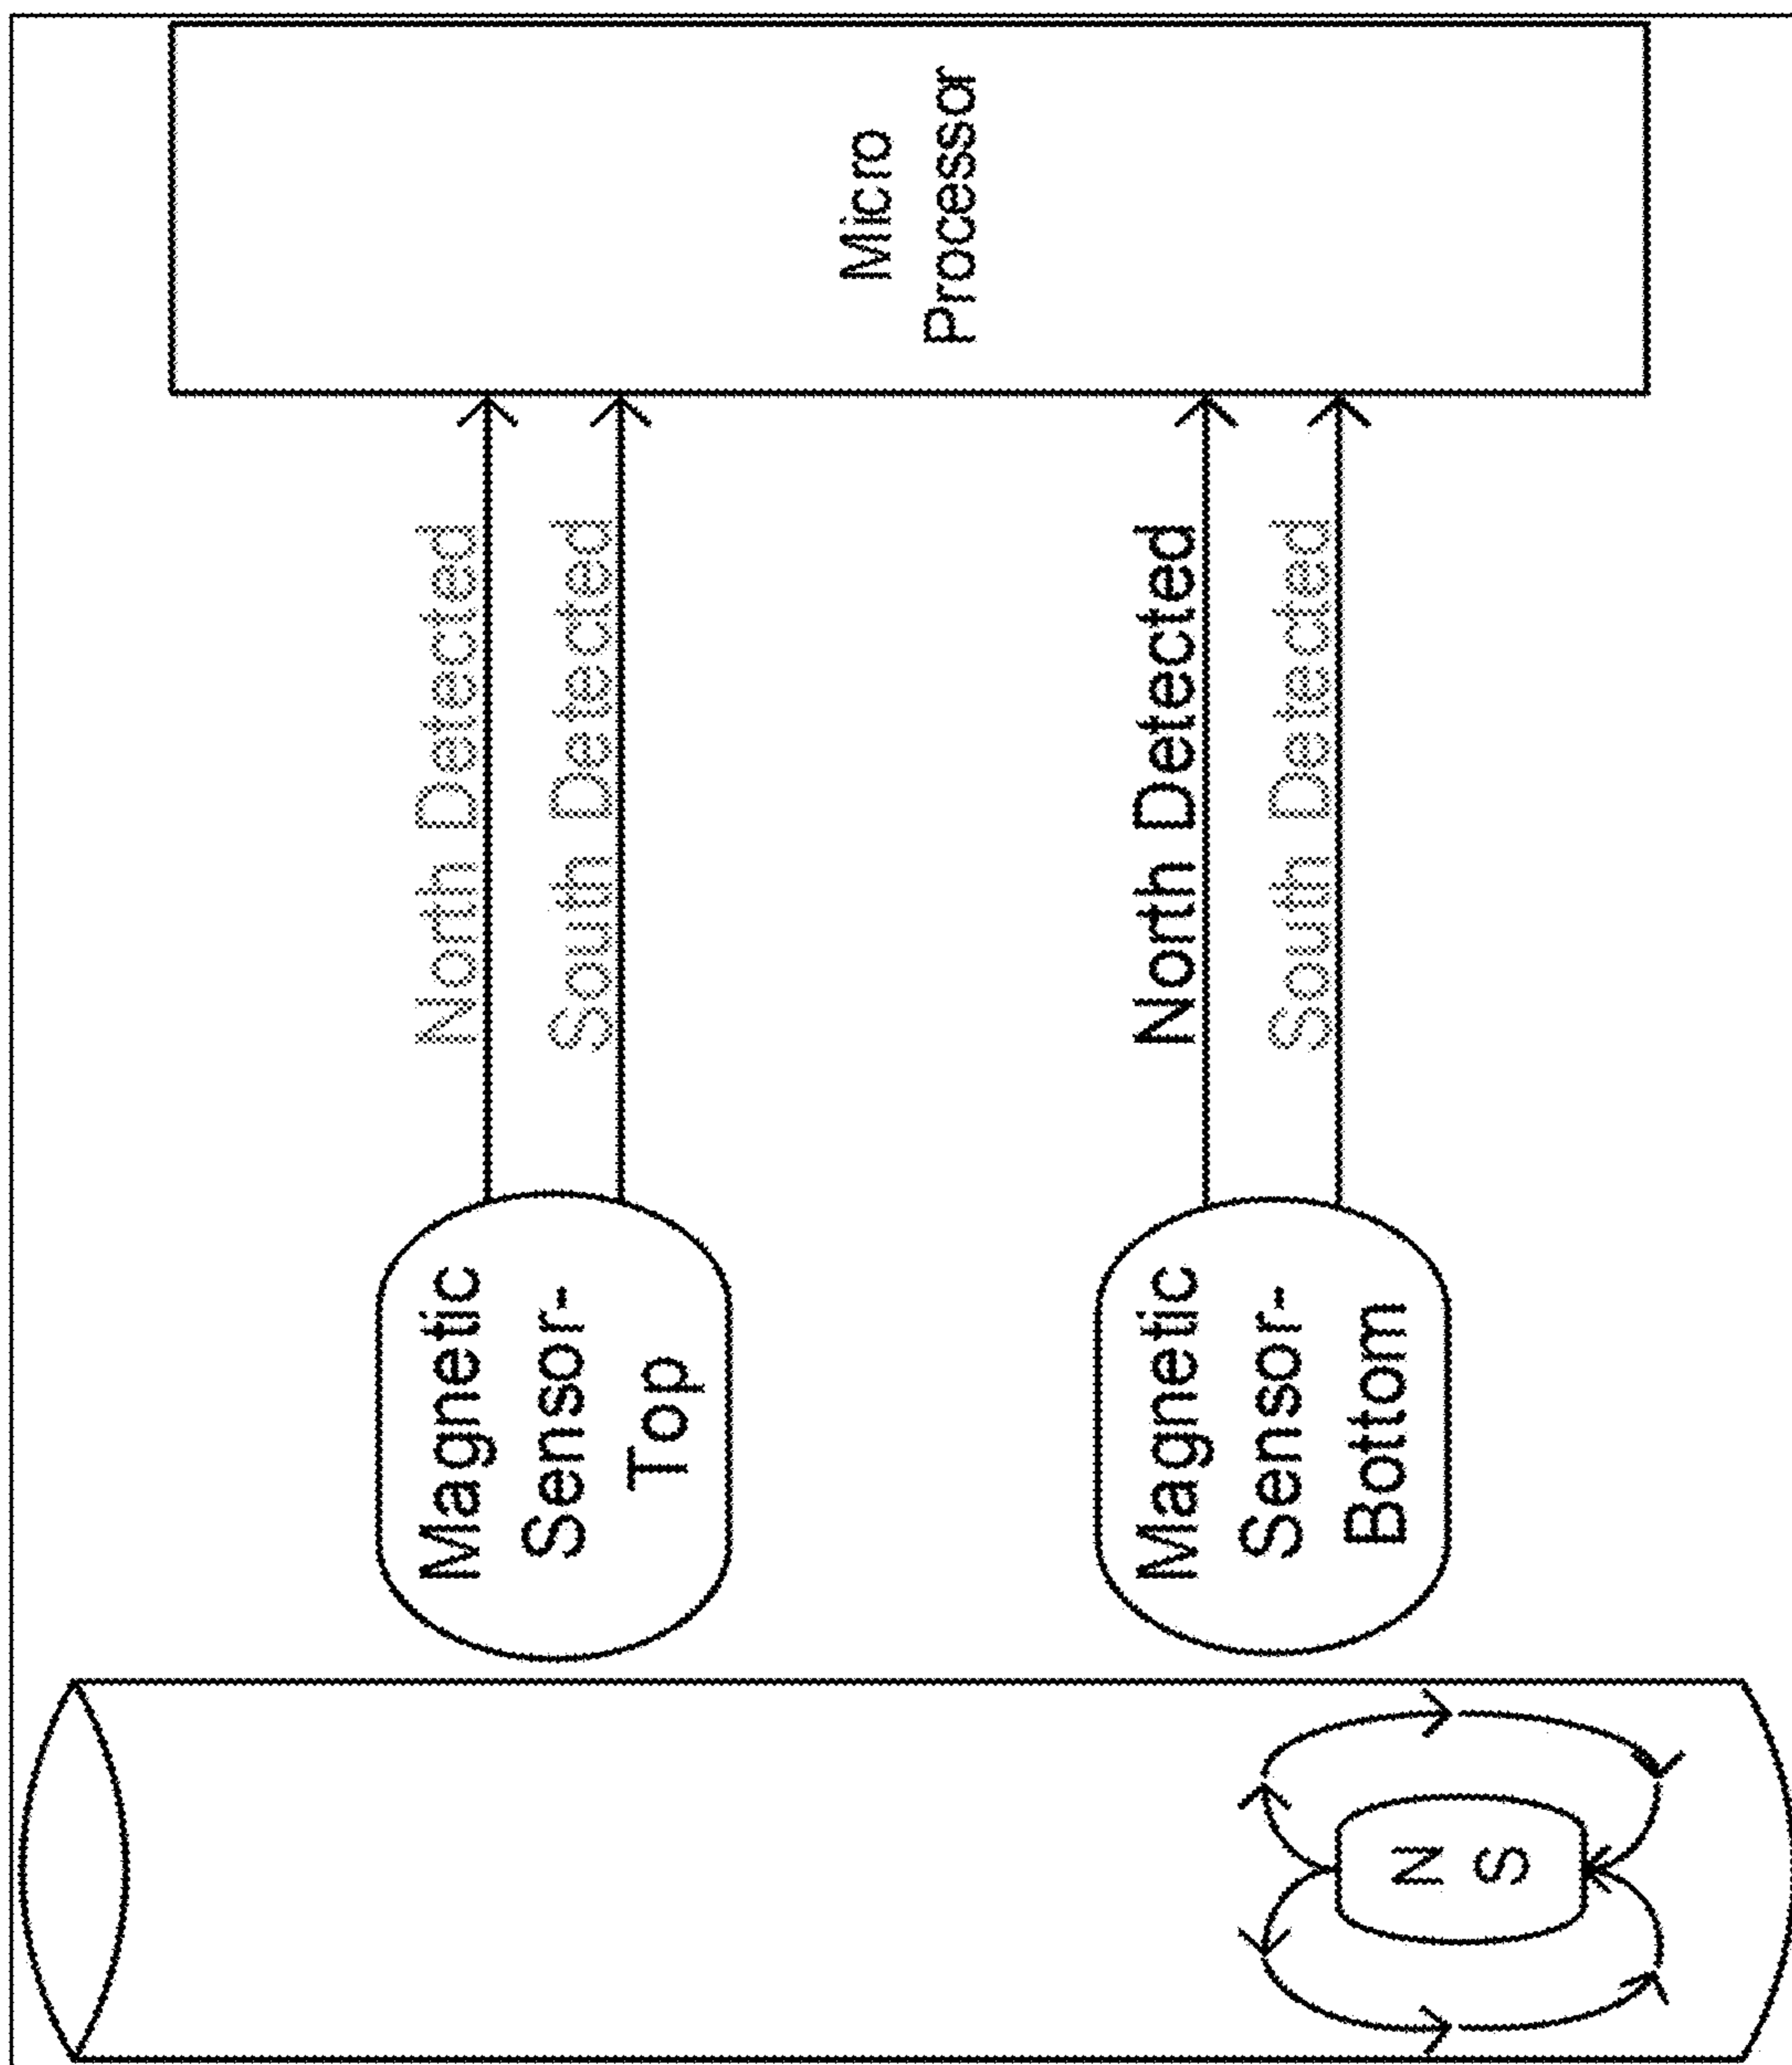 Micro
Processor
North Detected
South Detected
North Detected
South Detected
Magnetic
Sensor-
Top
Magnetic
Sensor-
Bottom
N
S